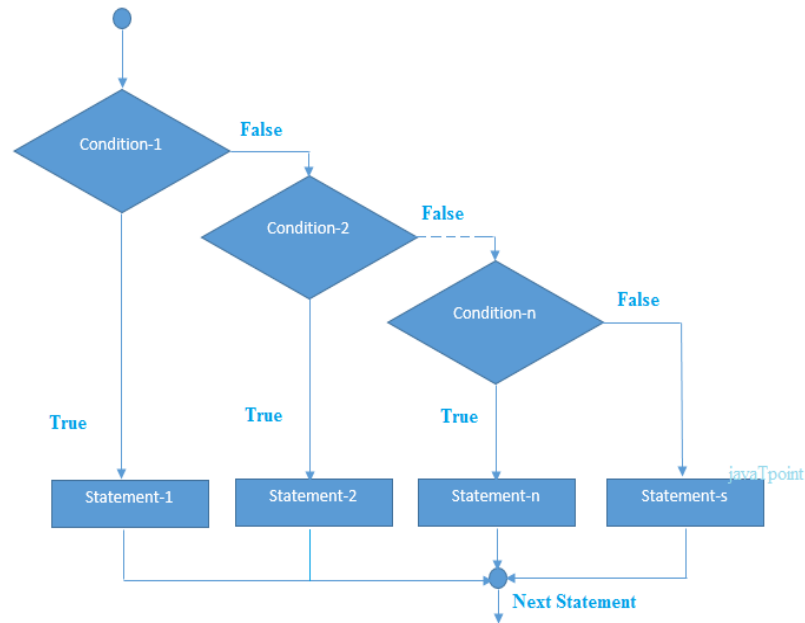 Condition-1
False
Condition-2
False
Condition-n
False
True
True
True
javaTpoint
Statement-1
Statement-2
Statement-n
Statement-s
Next Statement